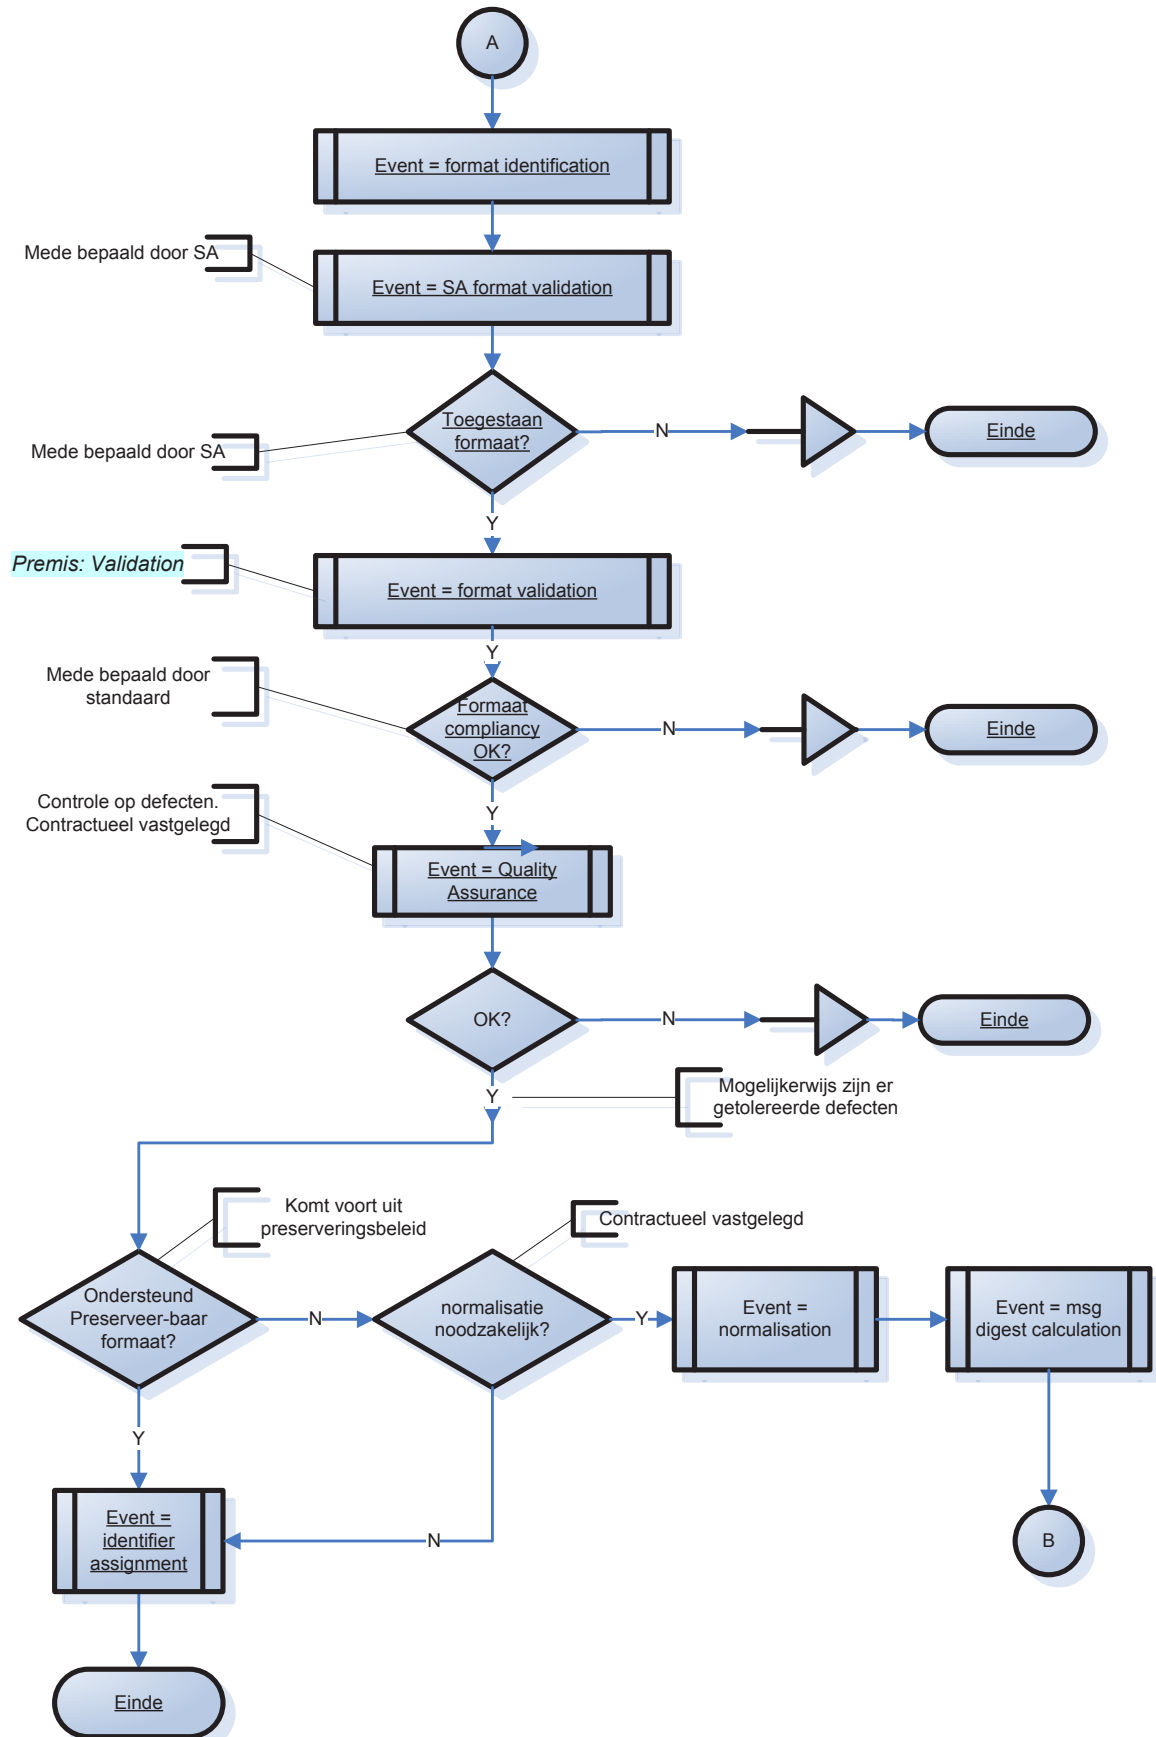 A
Event = format identification
Mede bepaald door SA
Event = SA format validation
Toegestaan
formaat?
N
Einde
Mede bepaald door SA
Y
Premis: Validation
Event = format validation
Y
Mede bepaald door
standaard
Formaat
compliancy
OK?
N
Einde
Y
Controle op defecten.
Contractueel vastgelegd
Event = Quality
Assurance
OK?
N
Einde
Y
Mogelijkerwijs zijn er
getolereerde defecten
Komt voort uit
preserveringsbeleid
Contractueel vastgelegd
Ondersteund
Preserveer-baar
formaat?
N
normalisatie
noodzakelijk?
Y
Event =
normalisation
Event = msg
digest calculation
Y
Event =
identifier
assignment
N
B
Einde